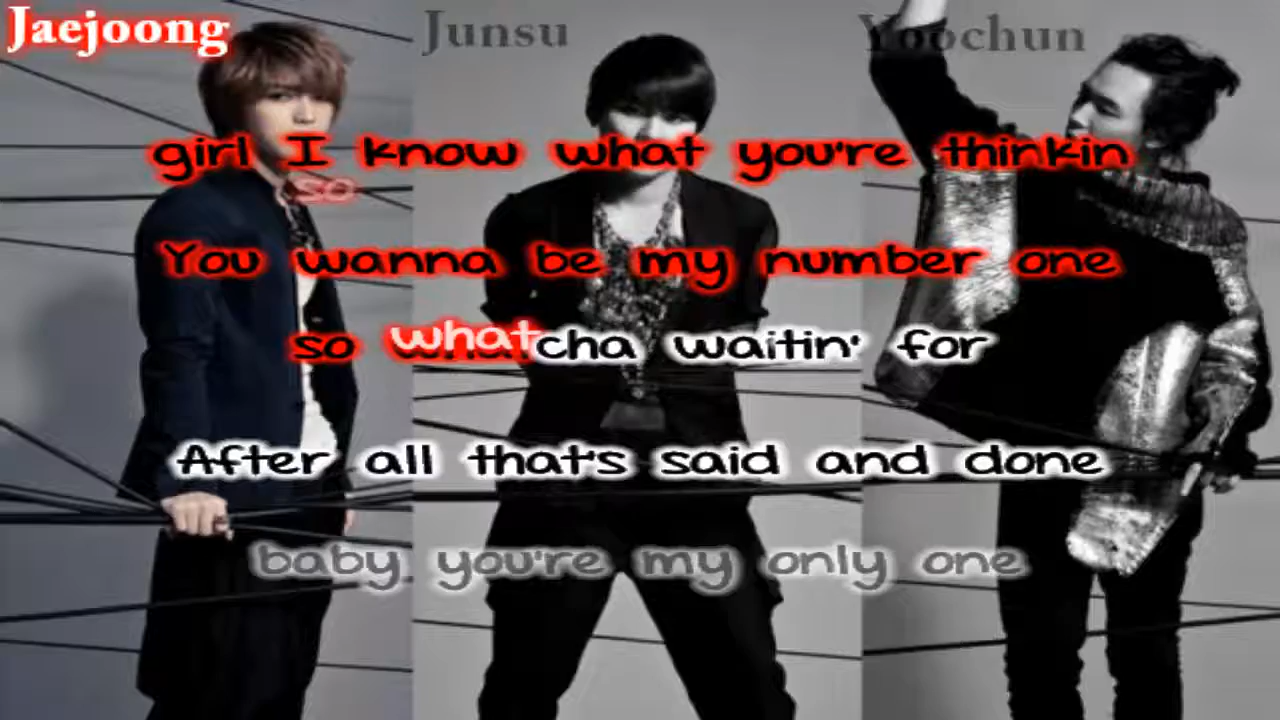 Jaejoong Junsu Yoochun
girl I know what you're thinkin
so
You wanna be my number one
so whatcha waitin' for
After all that's said and done
baby you're my only one